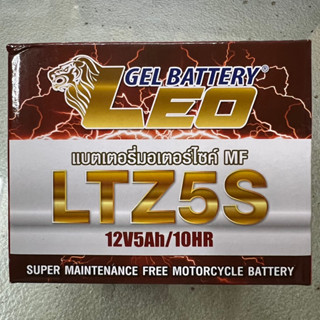 GEL BATTERY®
LEO
แบตเตอรี่มอเตอร์ไซค์ MF
LTZ5S
12V5Ah/10HR
SUPER MAINTENANCE FREE MOTORCYCLE BATTERY